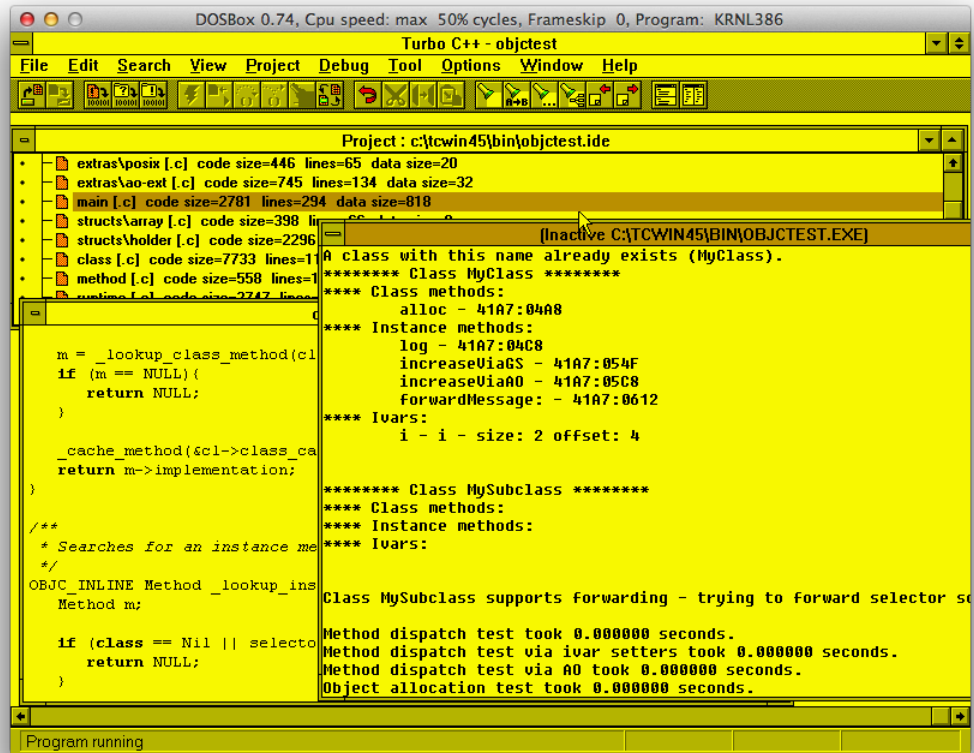 DOSBox 0.74, Cpu speed: max 50% cycles, Frameskip 0, Program: KRNL386
Turbo C++ - objctest
File Edit Search View Project Debug Tool Options Window Help
Project : c:\tcwin45\bin\objctest.ide
extras\posix [.c] code size=446 lines=65 data size=20
extras\ao-ext [.c] code size=745 lines=134 data size=32
main [.c] code size=2781 lines=294 data size=818
structs\array [.c] code size=398
structs\holder [.c] code size=2296
class [.c] code size=7733 lines=11
method [.c] code size=558 lines=1
m = _lookup_class_method(cl
if (m == NULL){
return NULL;
}
_cache_method(&cl->class_ca
return m->implementation;
}
/**
* Searches for an instance me
*/
OBJC_INLINE Method _lookup_ins
Method m;
if (class == Nil || selecto
return NULL;
}
(Inactive C:\TCWIN45\BIN\OBJCTEST.EXE)
A class with this name already exists (MyClass).
******** Class MyClass ********
**** Class methods:
alloc - 41A7:04A8
**** Instance methods:
log - 41A7:04C8
increaseViaGS - 41A7:054F
increaseViaAO - 41A7:05C8
forwardMessage: - 41A7:0612
**** Ivars:
i - i - size: 2 offset: 4
******** Class MySubclass ********
**** Class methods:
**** Instance methods:
**** Ivars:
Class MySubclass supports forwarding - trying to forward selector so
Method dispatch test took 0.000000 seconds.
Method dispatch test via ivar setters took 0.000000 seconds.
Method dispatch test via AO took 0.000000 seconds.
Object allocation test took 0.000000 seconds.
Program running